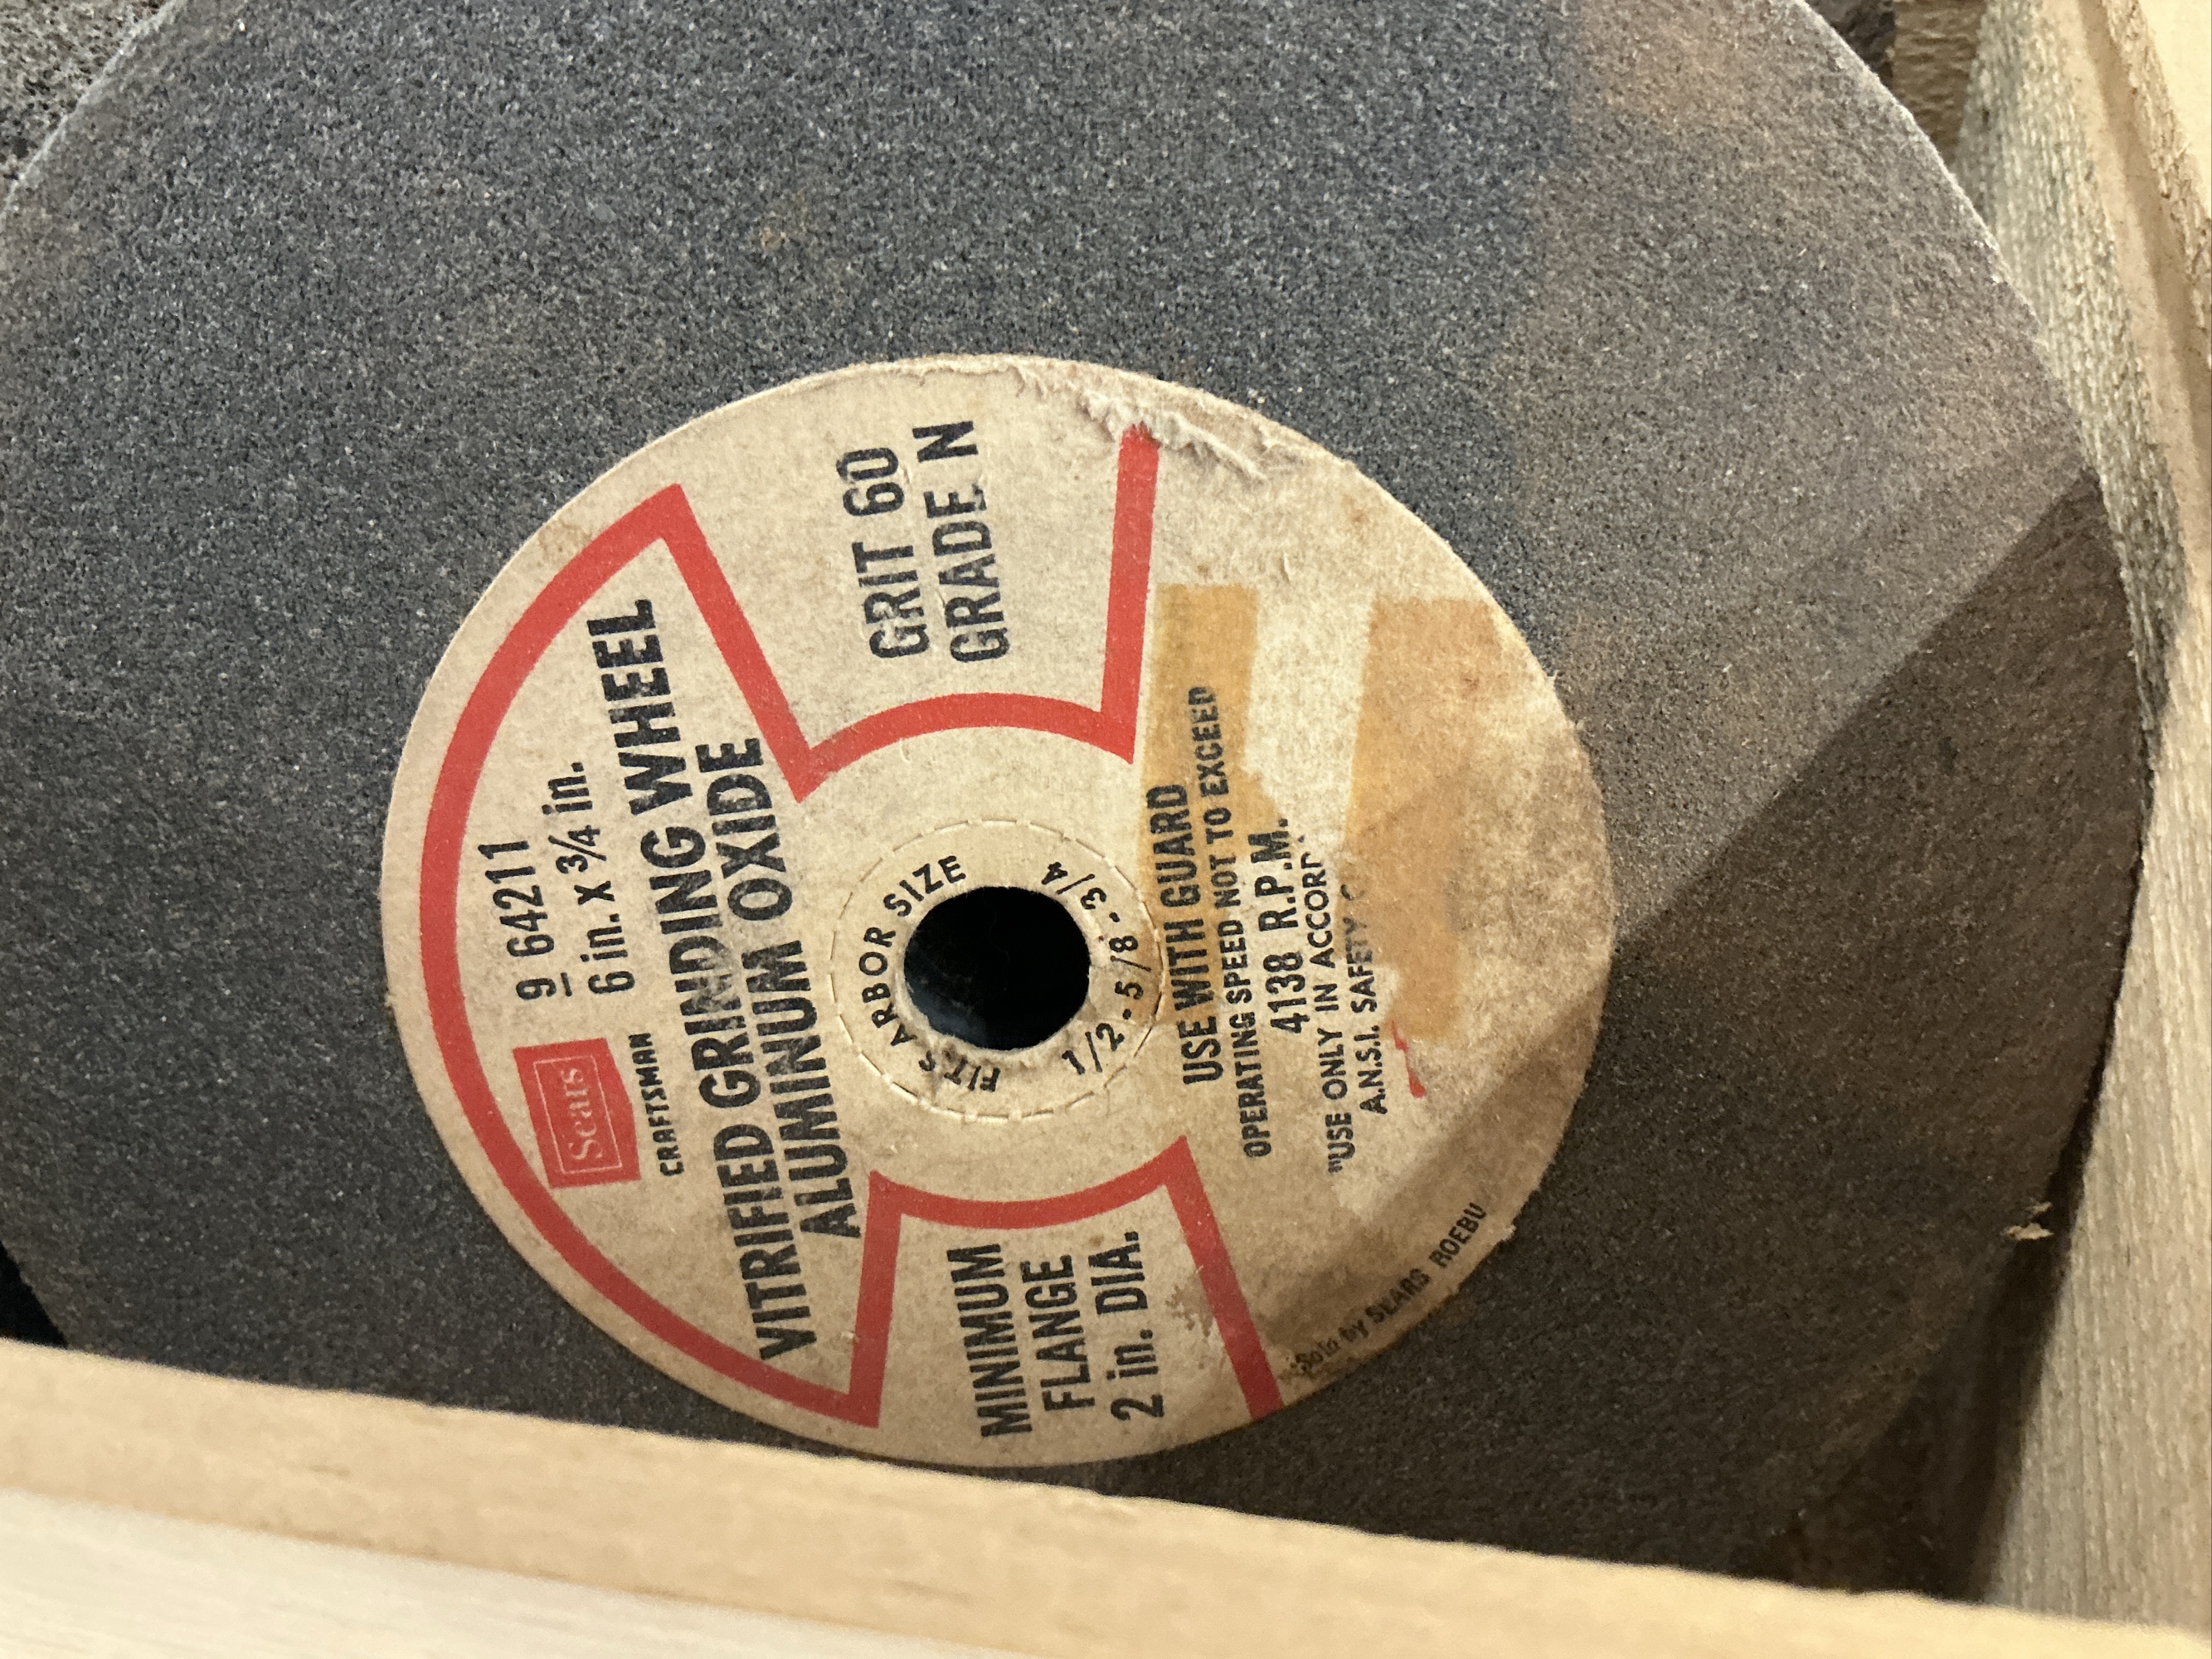 Sears
CRAFTSMAN
9 64211
6 in. x 3/4 in.
VITRIFIED GRINDING WHEEL
ALUMINUM OXIDE
MINIMUM
FLANGE
2 in. DIA.
FITS ARBOR SIZE
1/2 - 5/8 - 3/4
GRIT 60
GRADE N
USE WITH GUARD
OPERATING SPEED NOT TO EXCEED
4138 R.P.M.
"USE ONLY IN ACCORD
A.N.S.I. SAFETY C
Sold by SEARS ROEBU